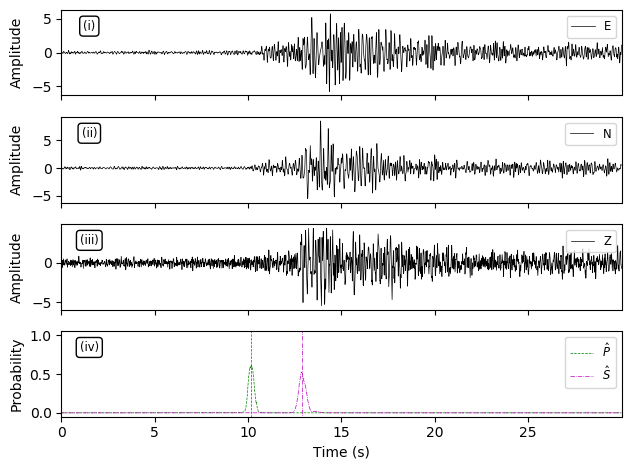 Amplitude
5
0
−5
(i)
E
Amplitude
5
0
−5
(ii)
N
Amplitude
0
−5
(iii)
Z
Probability
1.0
0.5
0.0
(iv)
P̂
Ŝ
0 5 10 15 20 25
Time (s)